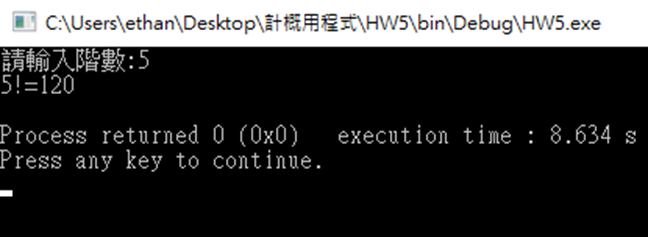 C:\Users\ethan\Desktop\計概用程式\HW5\bin\Debug\HW5.exe
請輸入階數:5
5!=120
Process returned 0 (0x0)   execution time : 8.634 s
Press any key to continue.